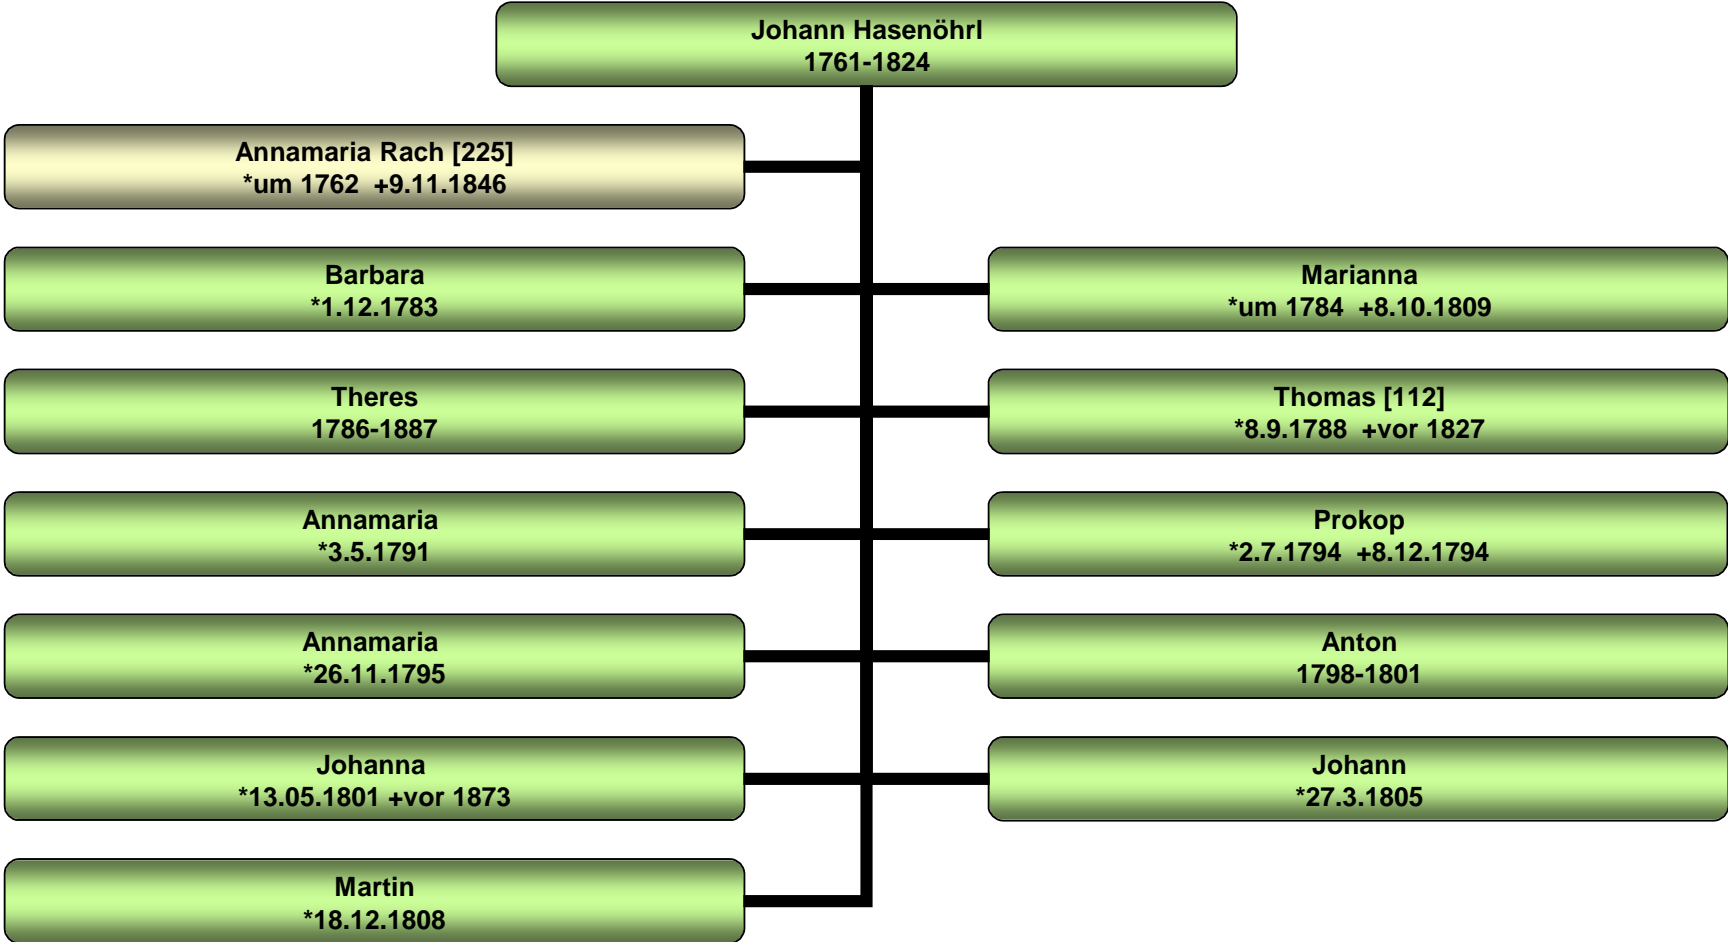 Johann Hasenöhrl
1761-1824
Annamaria Rach [225]
*um 1762  +9.11.1846
Barbara
*1.12.1783
Marianna
*um 1784  +8.10.1809
Theres
1786-1887
Thomas [112]
*8.9.1788  +vor 1827
Annamaria
*3.5.1791
Prokop
*2.7.1794  +8.12.1794
Annamaria
*26.11.1795
Anton
1798-1801
Johanna
*13.05.1801 +vor 1873
Johann
*27.3.1805
Martin
*18.12.1808